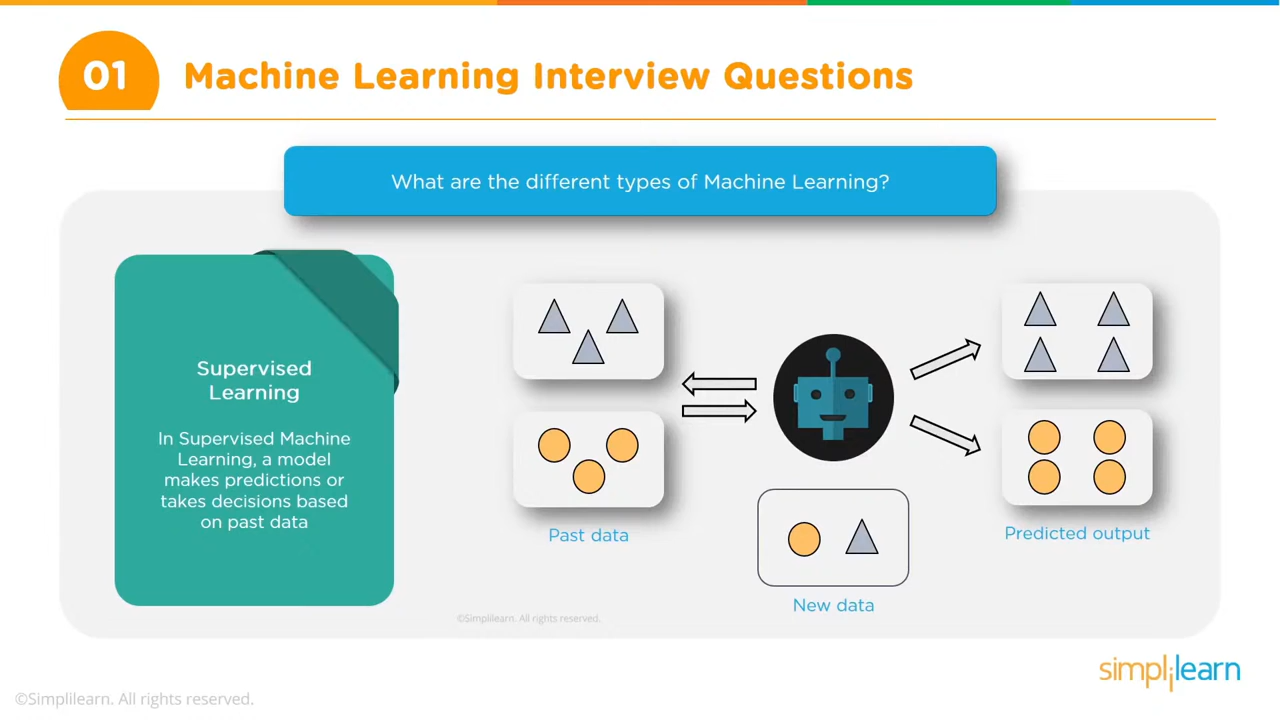 01
Machine Learning Interview Questions
What are the different types of Machine Learning?
Supervised
Learning
In Supervised Machine
Learning, a model
makes predictions or
takes decisions based
on past data
Past data
New data
Predicted output
©Simplilearn. All rights reserved.
simplilearn
©Simplilearn. All rights reserved.